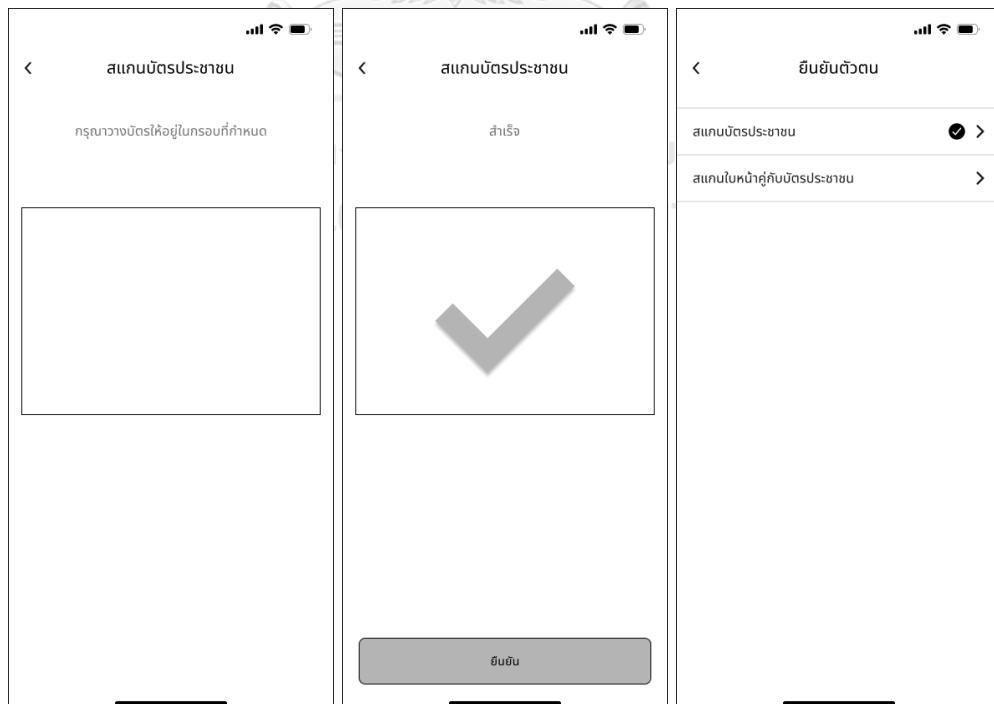 สแกนบัตรประชาชน
กรุณาวางบัตรให้อยู่ในกรอบที่กำหนด
สแกนบัตรประชาชน
สำเร็จ
ยืนยัน
ยืนยันตัวตน
สแกนบัตรประชาชน
สแกนใบหน้าคู่กับบัตรประชาชน